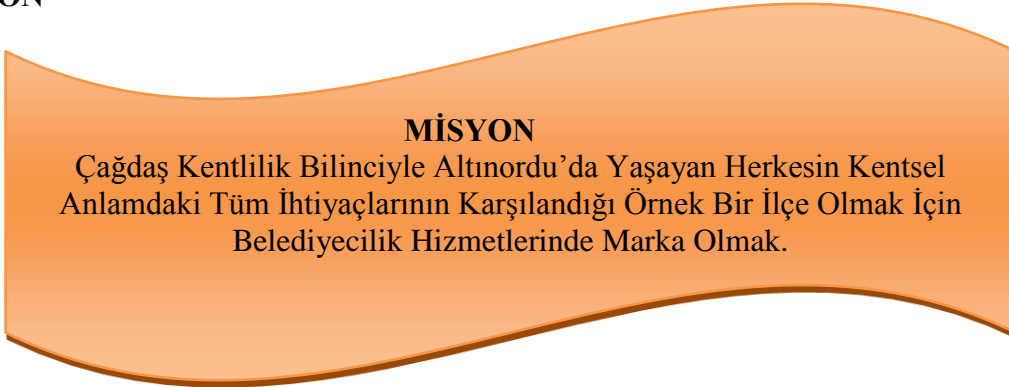 MİSYON
Çağdaş Kentlilik Bilinciyle Altınordu’da Yaşayan Herkesin Kentsel
Anlamdaki Tüm İhtiyaçlarının Karşılandığı Örnek Bir İlçe Olmak İçin
Belediyecilik Hizmetlerinde Marka Olmak.